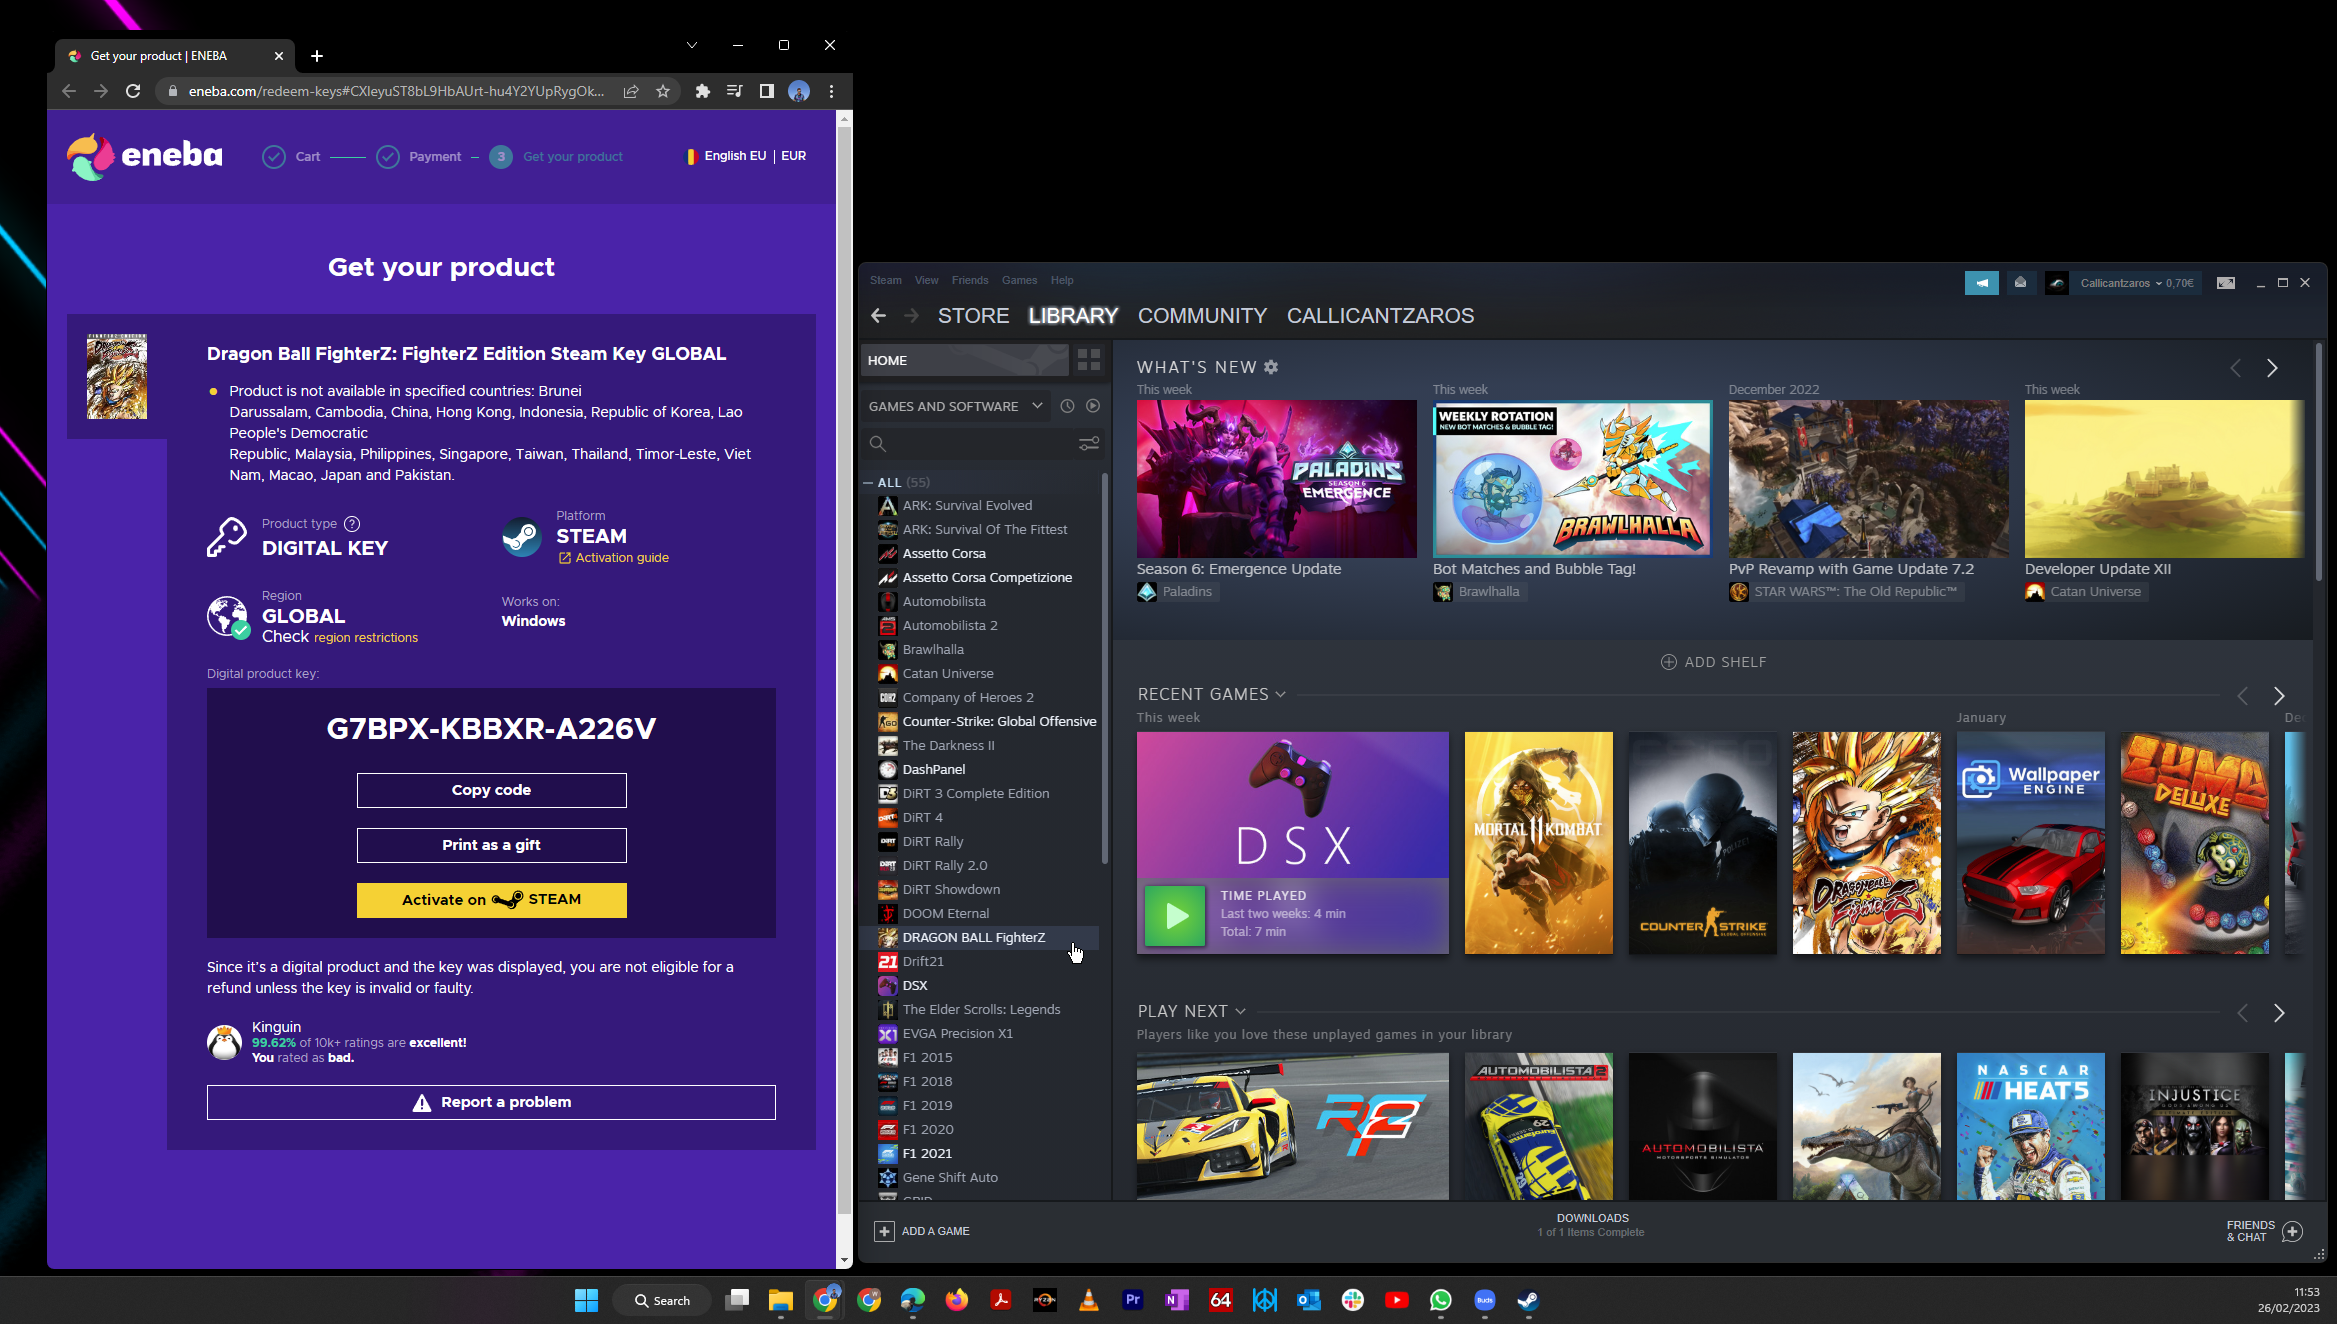 Get your product | ENEBA
eneba.com/redeem-keys#CXIeyuST8bL9HbAUrt-hu4Y2YUpRygOk...
eneba
Cart
Payment
3
Get your product
English EU | EUR
Get your product
Dragon Ball FighterZ: FighterZ Edition Steam Key GLOBAL
Product is not available in specified countries: Brunei
Darussalam, Cambodia, China, Hong Kong, Indonesia, Republic of Korea, Lao
People's Democratic
Republic, Malaysia, Philippines, Singapore, Taiwan, Thailand, Timor-Leste, Viet
Nam, Macao, Japan and Pakistan.
Product type ?
DIGITAL KEY
Platform
STEAM
Activation guide
Region
GLOBAL
Check region restrictions
Works on:
Windows
Digital product key:
G7BPX-KBBXR-A226V
Copy code
Print as a gift
Activate on STEAM
Since it's a digital product and the key was displayed, you are not eligible for a
refund unless the key is invalid or faulty.
Kinguin
99.62% of 10k+ ratings are excellent!
You rated as bad.
Report a problem
Steam View Friends Games Help
Callicantzaros 0,70€
STORE LIBRARY COMMUNITY CALLICANTZAROS
HOME
GAMES AND SOFTWARE
ALL (55)
ARK: Survival Evolved
ARK: Survival Of The Fittest
Assetto Corsa
Assetto Corsa Competizione
Automobilista
Automobilista 2
Brawlhalla
Catan Universe
Company of Heroes 2
Counter-Strike: Global Offensive
The Darkness II
DashPanel
DiRT 3 Complete Edition
DiRT 4
DiRT Rally
DiRT Rally 2.0
DiRT Showdown
DOOM Eternal
DRAGON BALL FighterZ
Drift21
DSX
The Elder Scrolls: Legends
EVGA Precision X1
F1 2015
F1 2018
F1 2019
F1 2020
F1 2021
Gene Shift Auto
GRID
WHAT'S NEW
This week
PALADINS
SEASON 6
EMERGENCE
Season 6: Emergence Update
Paladins
This week
WEEKLY ROTATION
NEW BOT MATCHES & BUBBLE TAG!
BRAWLHALLA
Bot Matches and Bubble Tag!
Brawlhalla
December 2022
PvP Revamp with Game Update 7.2
STAR WARS™: The Old Republic™
This week
Developer Update XII
Catan Universe
ADD SHELF
RECENT GAMES
This week
January
Dec
DSX
TIME PLAYED
Last two weeks: 4 min
Total: 7 min
MORTAL KOMBAT 11
COUNTER STRIKE
GLOBAL OFFENSIVE
DRAGONBALL
FighterZ
Wallpaper
ENGINE
ZUMA
DELUXE
PLAY NEXT
Players like you love these unplayed games in your library
RF2
AUTOMOBILISTA 2
AUTOMOBILISTA
MOTORSPORTS SIMULATOR
NASCAR
HEAT 5
INJUSTICE
ADD A GAME
DOWNLOADS
1 of 1 Items Complete
FRIENDS
& CHAT
Search
64
11:53
26/02/2023